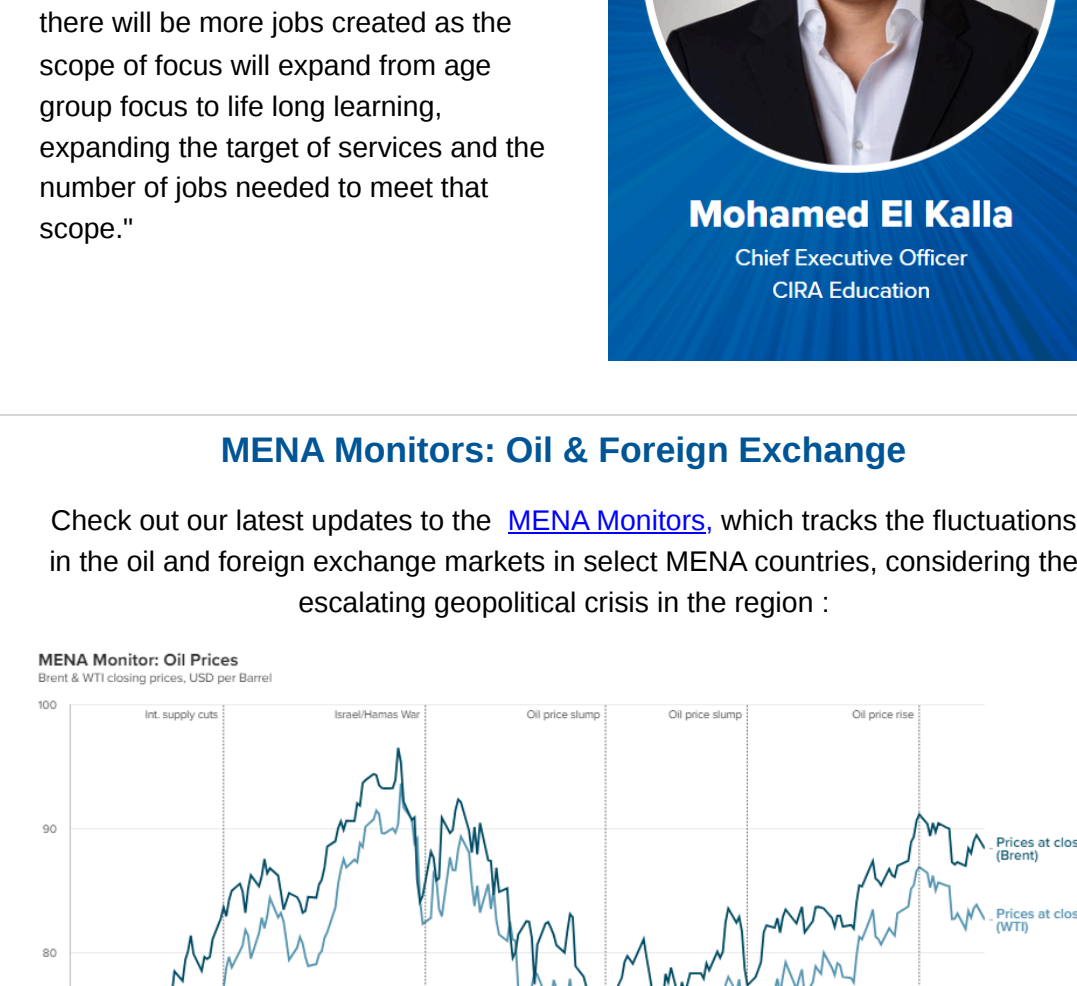 there will be more jobs created as the
scope of focus will expand from age
group focus to life long learning,
expanding the target of services and the
number of jobs needed to meet that
scope."
Mohamed El Kalla
Chief Executive Officer
CIRA Education
MENA Monitors: Oil & Foreign Exchange
Check out our latest updates to the MENA Monitors, which tracks the fluctuations
in the oil and foreign exchange markets in select MENA countries, considering the
escalating geopolitical crisis in the region :
MENA Monitor: Oil Prices
Brent & WTI closing prices, USD per Barrel
100
Int. supply cuts
Israel/Hamas War
Oil price slump
Oil price slump
Oil price rise
90
Prices at clos
(Brent)
Prices at clos
(WTI)
80